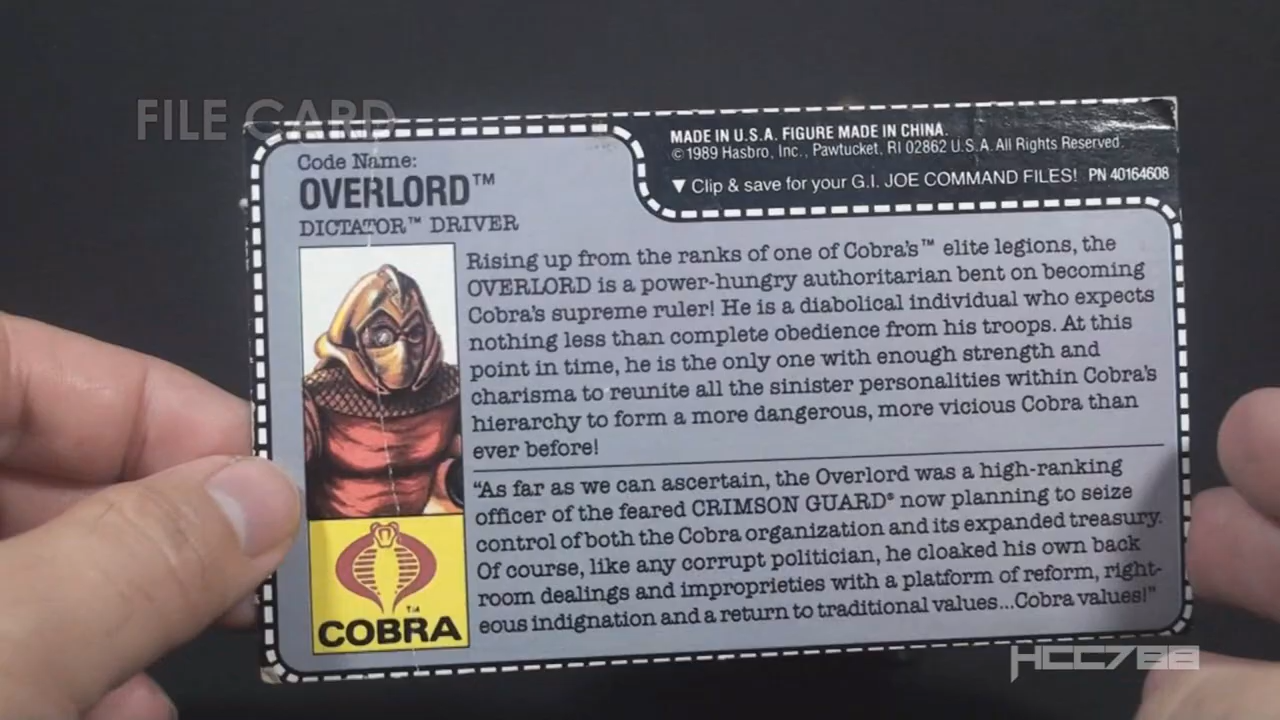 FILE CARD
MADE IN U.S.A. FIGURE MADE IN CHINA.
©1989 Hasbro, Inc., Pawtucket, RI 02862 U.S.A. All Rights Reserved.
▼ Clip & save for your G.I. JOE COMMAND FILES! PN 40164608
Code Name:
OVERLORD™
DICTATOR™ DRIVER
Rising up from the ranks of one of Cobra's™ elite legions, the
OVERLORD is a power-hungry authoritarian bent on becoming
Cobra's supreme ruler! He is a diabolical individual who expects
nothing less than complete obedience from his troops. At this
point in time, he is the only one with enough strength and
charisma to reunite all the sinister personalities within Cobra's
hierarchy to form a more dangerous, more vicious Cobra than
ever before!
"As far as we can ascertain, the Overlord was a high-ranking
officer of the feared CRIMSON GUARD® now planning to seize
control of both the Cobra organization and its expanded treasury.
Of course, like any corrupt politician, he cloaked his own back
room dealings and improprieties with a platform of reform, right-
eous indignation and a return to traditional values...Cobra values!"
TM
COBRA
HCC788